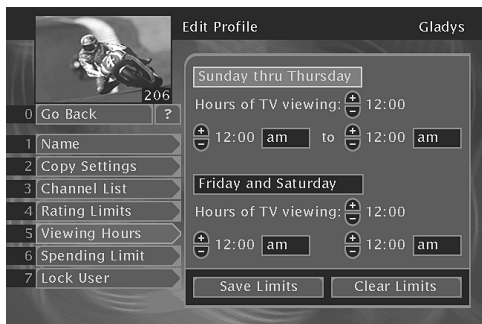 Edit Profile Gladys
206
0 Go Back ?
1 Name
2 Copy Settings
3 Channel List
4 Rating Limits
5 Viewing Hours
6 Spending Limit
7 Lock User
Sunday thru Thursday
Hours of TV viewing: + − 12:00
+ − 12:00 am to + − 12:00 am
Friday and Saturday
Hours of TV viewing: + − 12:00
+ − 12:00 am + − 12:00 am
Save Limits Clear Limits